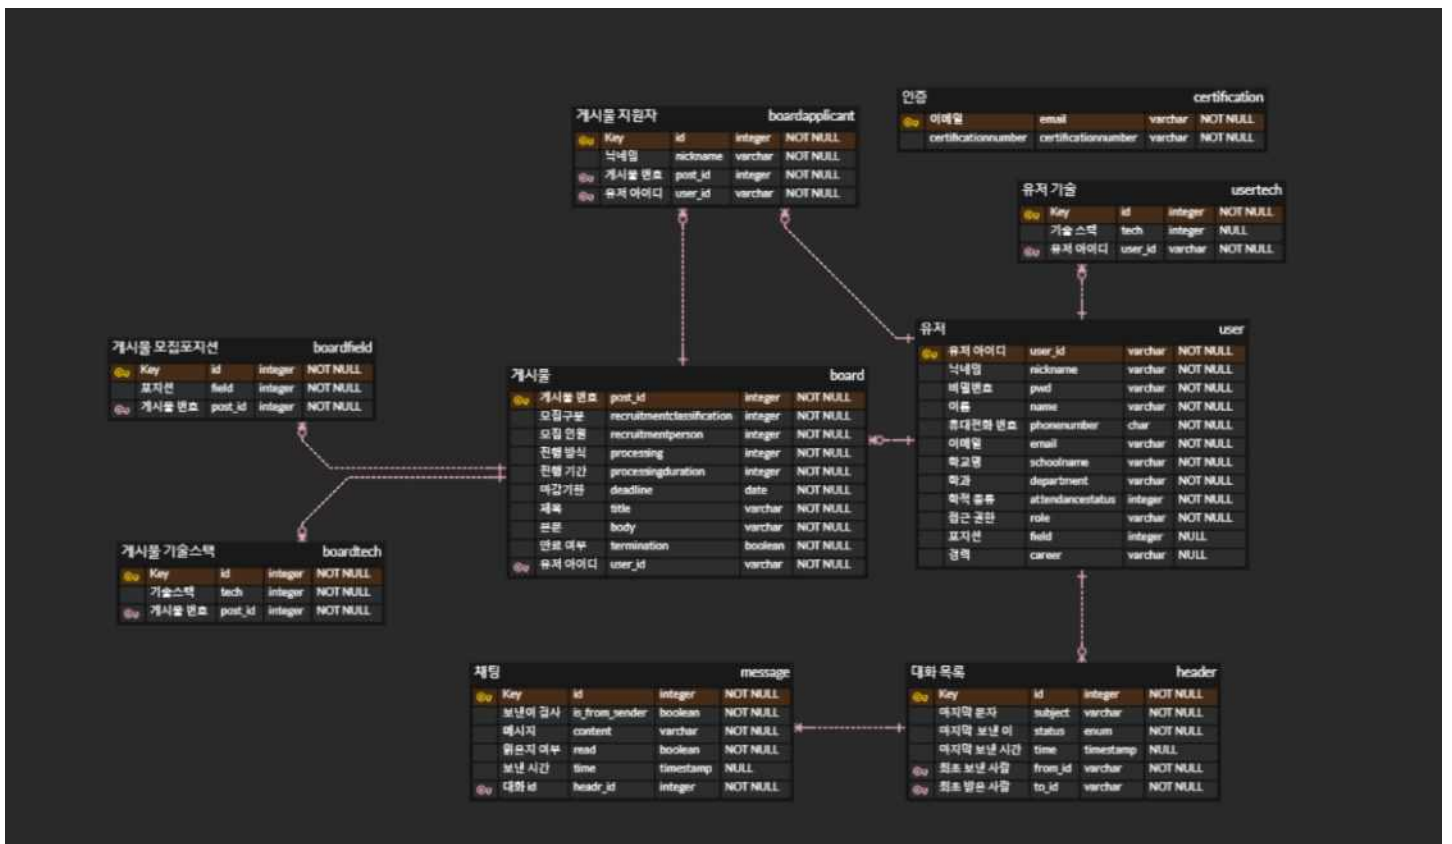 게시물 지원자 boardapplicant
Key id integer NOT NULL
닉네임 nickname varchar NOT NULL
게시물 번호 post_id integer NOT NULL
유저 아이디 user_id varchar NOT NULL
인증 certification
이메일 email varchar NOT NULL
certificationnumber certificationnumber varchar NOT NULL
유저 기술 usertech
Key id integer NOT NULL
기술 스택 tech integer NULL
유저 아이디 user_id varchar NOT NULL
게시물 모집포지션 boardfield
Key id integer NOT NULL
포지션 field integer NOT NULL
게시물 번호 post_id integer NOT NULL
게시물 board
게시물 번호 post_id integer NOT NULL
모집구분 recruitmentclassification integer NOT NULL
모집 인원 recruitmentperson integer NOT NULL
진행 방식 processing integer NOT NULL
진행 기간 processingduration integer NOT NULL
마감기한 deadline date NOT NULL
제목 title varchar NOT NULL
본문 body varchar NOT NULL
만료 여부 termination boolean NOT NULL
유저 아이디 user_id varchar NOT NULL
유저 user
유저 아이디 user_id varchar NOT NULL
닉네임 nickname varchar NOT NULL
비밀번호 pwd varchar NOT NULL
이름 name varchar NOT NULL
휴대전화 번호 phonenumber char NOT NULL
이메일 email varchar NOT NULL
학교명 schoolname varchar NOT NULL
학과 department varchar NOT NULL
학적 종류 attendancestatus integer NOT NULL
접근 권한 role varchar NOT NULL
포지션 field integer NULL
경력 career varchar NULL
게시물 기술스택 boardtech
Key id integer NOT NULL
기술스택 tech integer NOT NULL
게시물 번호 post_id integer NOT NULL
채팅 message
Key id integer NOT NULL
보낸이 검사 is_from_sender boolean NOT NULL
메시지 content varchar NOT NULL
읽은지 여부 read boolean NOT NULL
보낸 시간 time timestamp NULL
대화 id headr_id integer NOT NULL
대화 목록 header
Key id integer NOT NULL
마지막 문자 subject varchar NOT NULL
마지막 보낸 이 status enum NOT NULL
마지막 보낸 시간 time timestamp NULL
최초 보낸 사람 from_id varchar NOT NULL
최초 받은 사람 to_id varchar NOT NULL